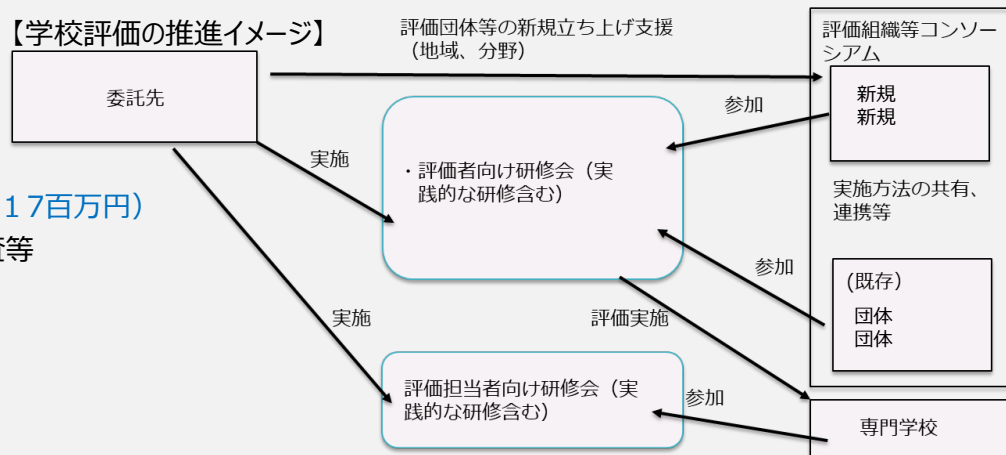 【学校評価の推進イメージ】
委託先
評価団体等の新規立ち上げ支援
（地域、分野）
評価組織等コンソー
シアム
新規
新規
参加
実施
・評価者向け研修会（実
践的な研修含む）
実施方法の共有、
連携等
１７百万円）
等
参加
(既存）
団体
団体
実施
評価実施
評価担当者向け研修会（実
践的な研修含む）
参加
専門学校